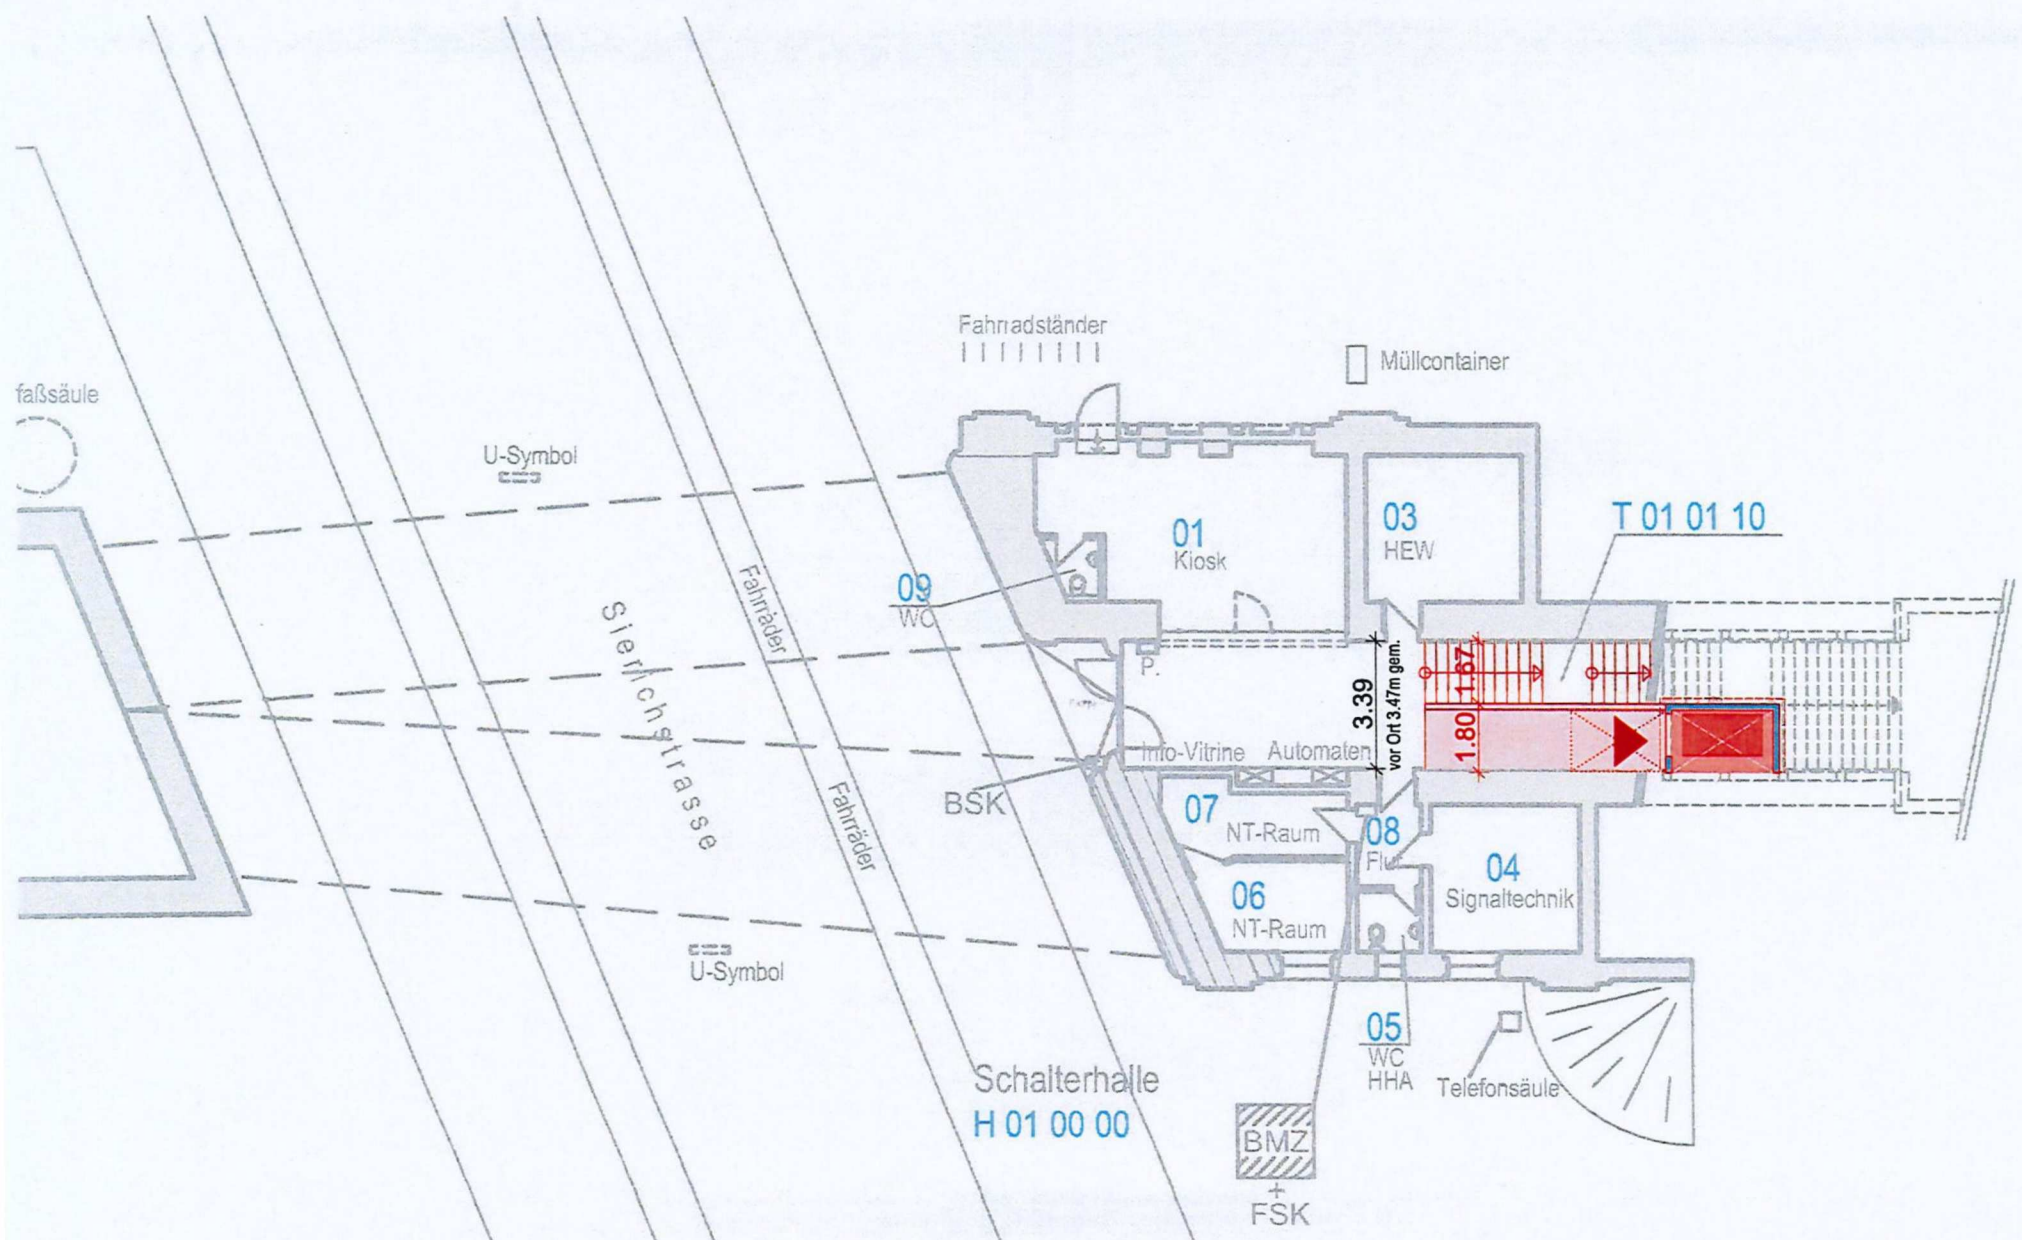 Fahrradständer
Müllcontainer
faßsäule
U-Symbol
01
Kiosk
03
HEW
T 01 01 10
09
WC
Fahrräder
Sierichstrasse
P.
3.39
vor Ort 3.47m gem.
1.67
1.80
Info-Vitrine
Automaten
BSK
Fahrräder
07
NT-Raum
08
Flur
04
Signaltechnik
06
NT-Raum
U-Symbol
05
WC
HHA
Telefonsäule
Schalterhalle
H 01 00 00
BMZ
FSK